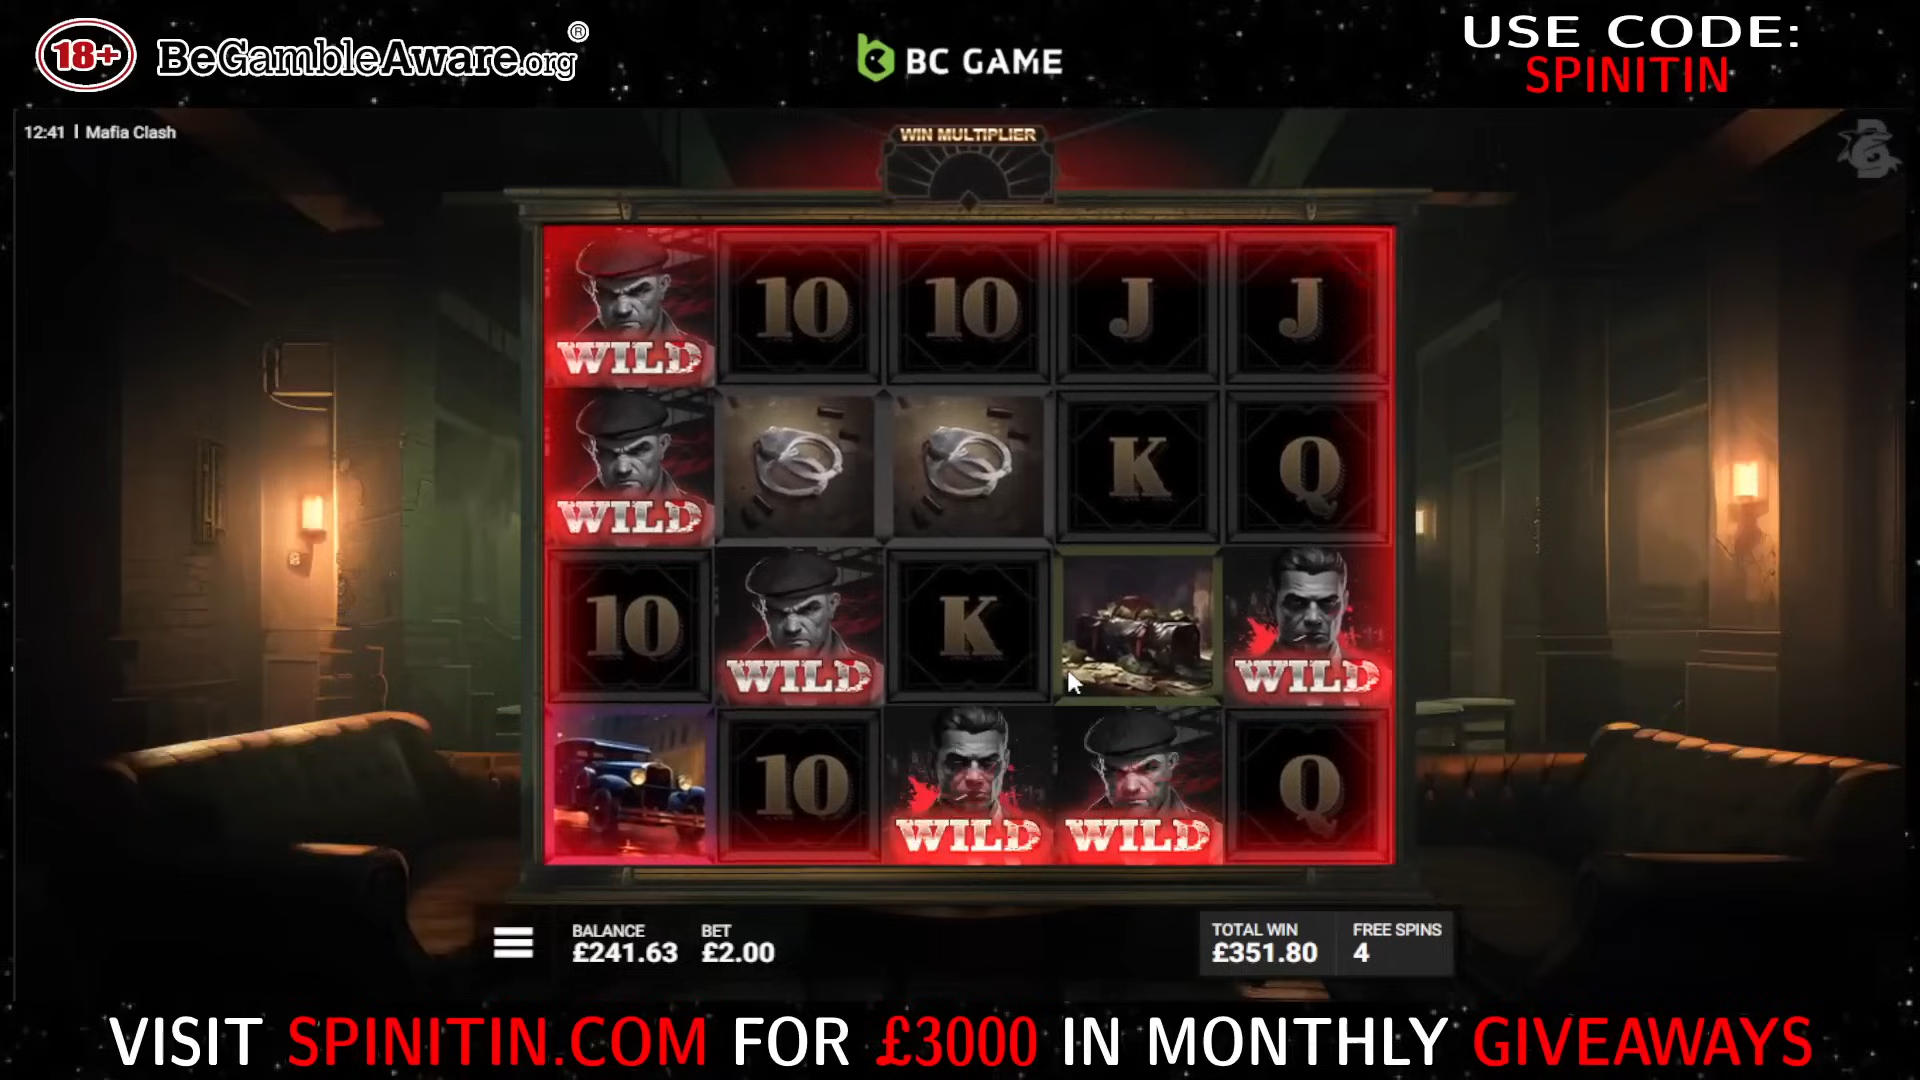 18+ BeGambleAware.org®
BC GAME
USE CODE:
SPINITIN
12:41 | Mafia Clash
WIN MULTIPLIER
WILD 10 10 J J
WILD K Q
10 WILD K WILD
10 WILD WILD Q
BALANCE
£241.63
BET
£2.00
TOTAL WIN
£351.80
FREE SPINS
4
VISIT SPINITIN.COM FOR £3000 IN MONTHLY GIVEAWAYS